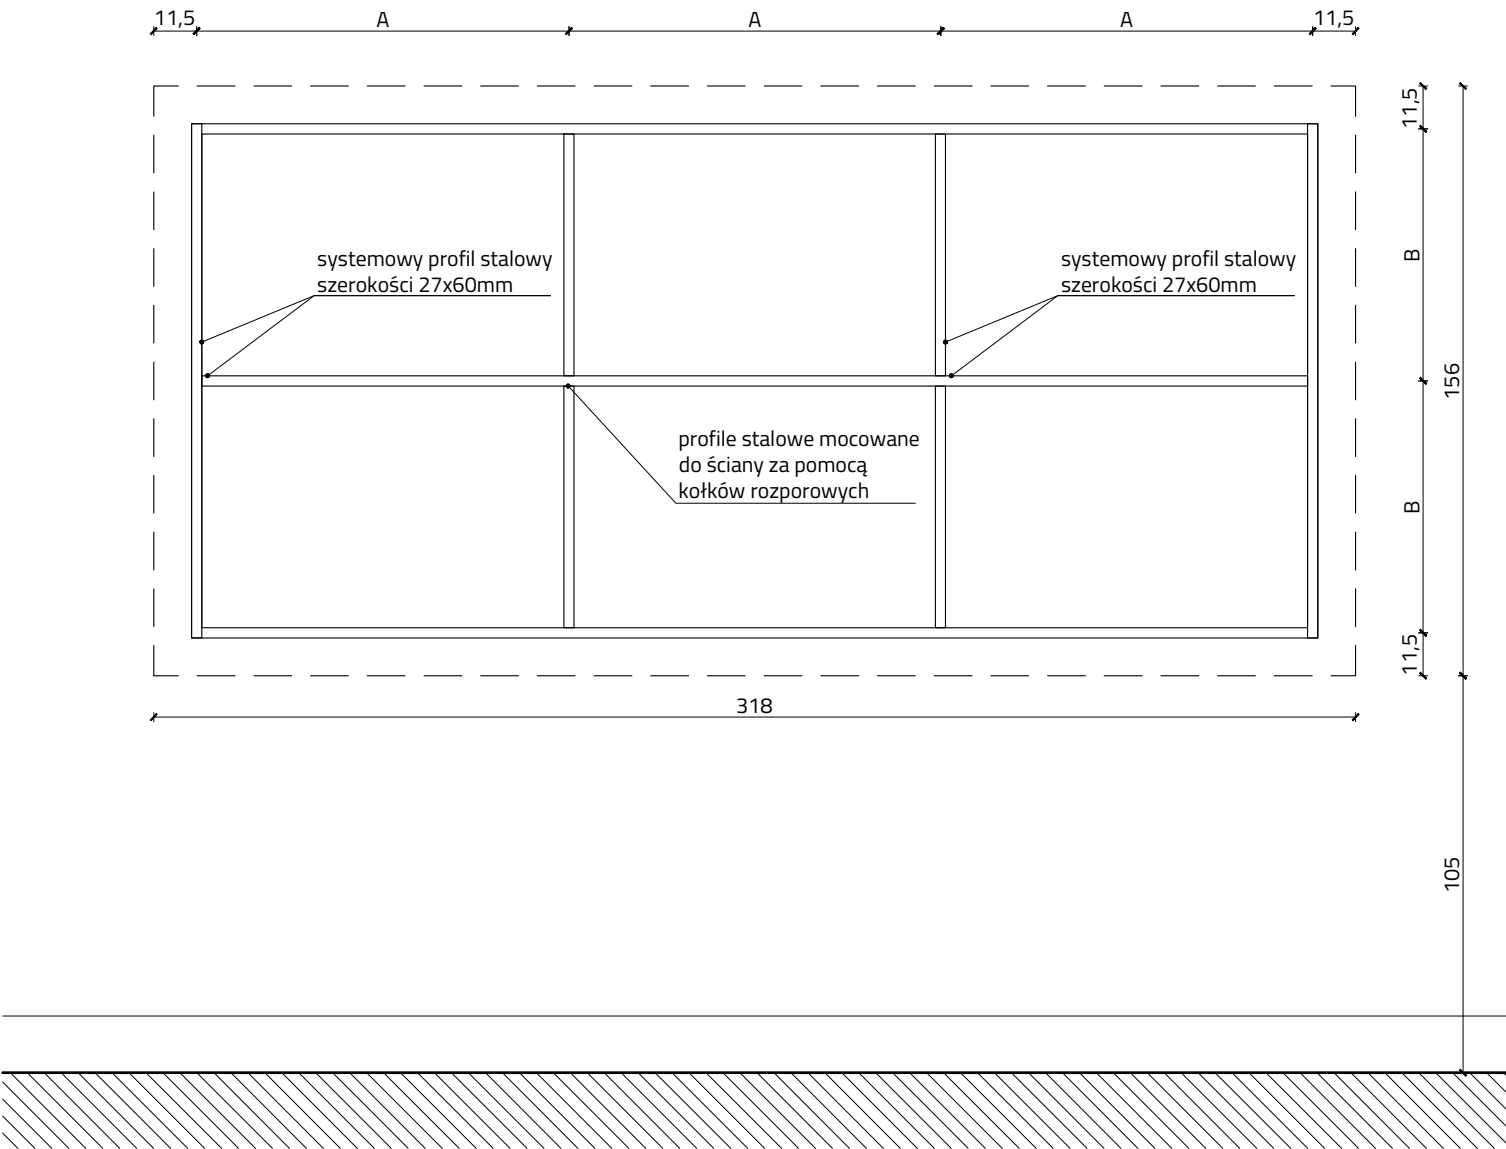 11,5
A
A
A
11,5
11,5
B
156
B
11,5
systemowy profil stalowy
szerokości 27x60mm
systemowy profil stalowy
szerokości 27x60mm
profile stalowe mocowane
do ściany za pomocą
kołków rozporowych
318
105